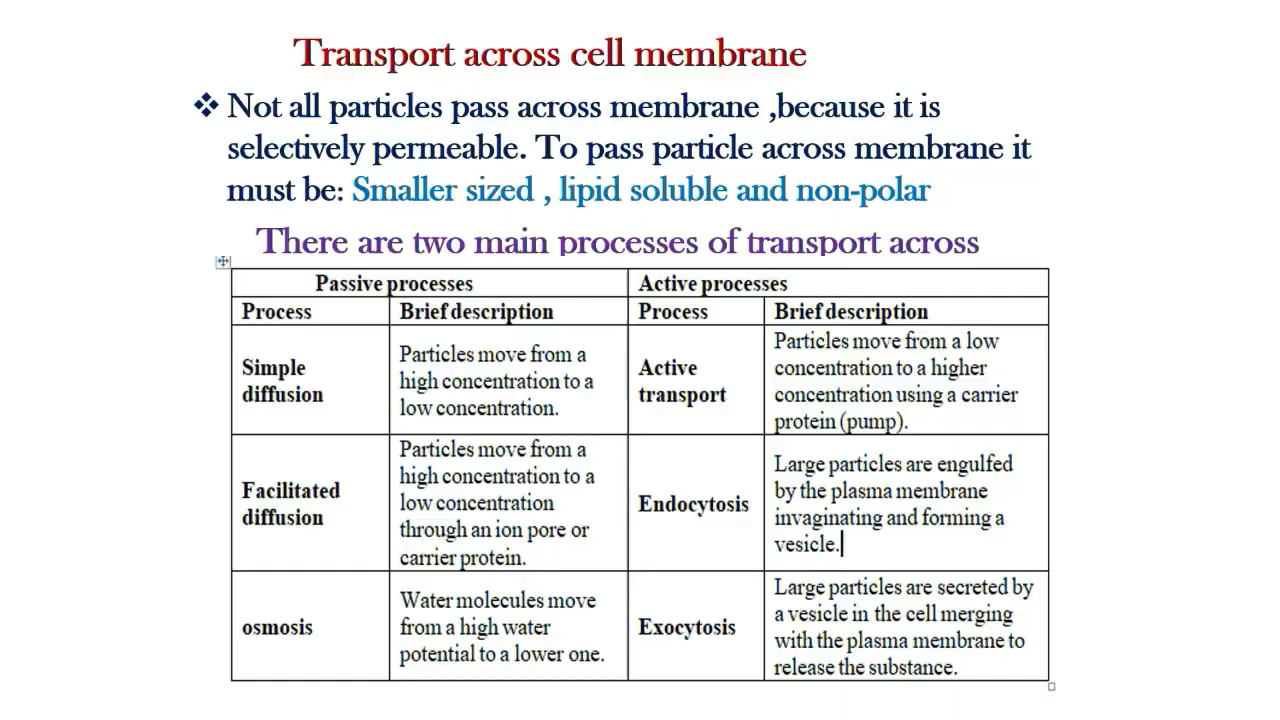 Transport across cell membrane
❖ Not all particles pass across membrane ,because it is
selectively permeable. To pass particle across membrane it
must be: Smaller sized , lipid soluble and non-polar
There are two main processes of transport across
Passive processes
Active processes
Process
Brief description
Process
Brief description
Simple
diffusion
Particles move from a
high concentration to a
low concentration.
Active
transport
Particles move from a low
concentration to a higher
concentration using a carrier
protein (pump).
Facilitated
diffusion
Particles move from a
high concentration to a
low concentration
through an ion pore or
carrier protein.
Endocytosis
Large particles are engulfed
by the plasma membrane
invaginating and forming a
vesicle.
osmosis
Water molecules move
from a high water
potential to a lower one.
Exocytosis
Large particles are secreted by
a vesicle in the cell merging
with the plasma membrane to
release the substance.